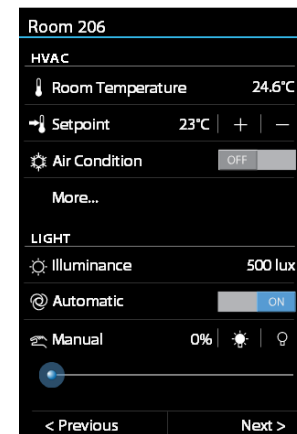 Room 206
HVAC
Room Temperature 24.6°C
Setpoint 23°C + −
Air Condition OFF
More...
LIGHT
Illuminance 500 lux
Automatic ON
Manual 0%
< Previous Next >